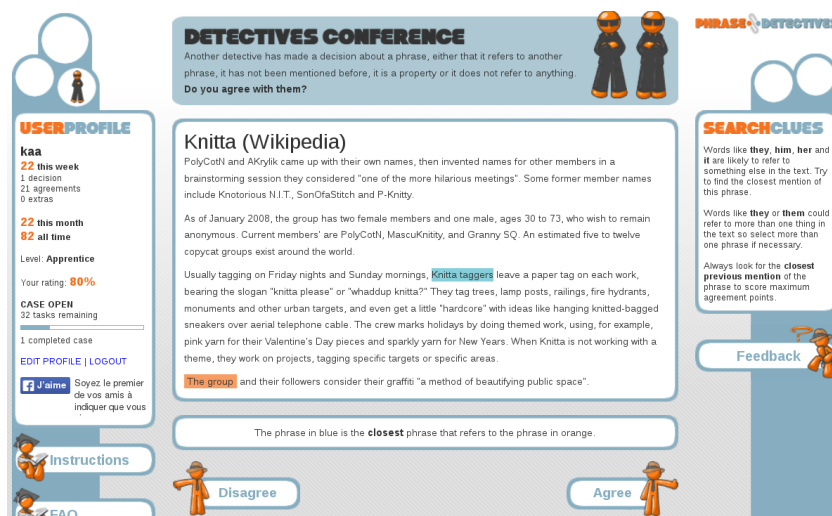 DETECTIVES CONFERENCE
Another detective has made a decision about a phrase, either that it refers to another
phrase, it has not been mentioned before, it is a property or it does not refer to anything.
Do you agree with them?
PHRASE DETECTIVES
USERPROFILE
kaa
22 this week
1 decision
21 agreements
0 extras
22 this month
82 all time
Level: Apprentice
Your rating: 80%
CASE OPEN
32 tasks remaining
1 completed case
EDIT PROFILE | LOGOUT
J'aime
Soyez le premier
de vos amis à
indiquer que vous
Instructions
FAQ
Knitta (Wikipedia)
PolyCotN and AKrylik came up with their own names, then invented names for other members in a
brainstorming session they considered "one of the more hilarious meetings". Some former member names
include Knotorious N.I.T., SonOfaStitch and P-Knitty.
As of January 2008, the group has two female members and one male, ages 30 to 73, who wish to remain
anonymous. Current members' are PolyCotN, MascuKnitity, and Granny SQ. An estimated five to twelve
copycat groups exist around the world.
Usually tagging on Friday nights and Sunday mornings, Knitta taggers leave a paper tag on each work,
bearing the slogan "knitta please" or "whaddup knitta?" They tag trees, lamp posts, railings, fire hydrants,
monuments and other urban targets, and even get a little "hardcore" with ideas like hanging knitted-bagged
sneakers over aerial telephone cable. The crew marks holidays by doing themed work, using, for example,
pink yarn for their Valentine's Day pieces and sparkly yarn for New Years. When Knitta is not working with a
theme, they work on projects, tagging specific targets or specific areas.
The group and their followers consider their graffiti "a method of beautifying public space".
The phrase in blue is the closest phrase that refers to the phrase in orange.
Disagree
Agree
SEARCHCLUES
Words like they, him, her and
it are likely to refer to
something else in the text. Try
to find the closest mention of
this phrase.
Words like they or them could
refer to more than one thing in
the text so select more than
one phrase if necessary.
Always look for the closest
previous mention of the
phrase to score maximum
agreement points.
Feedback